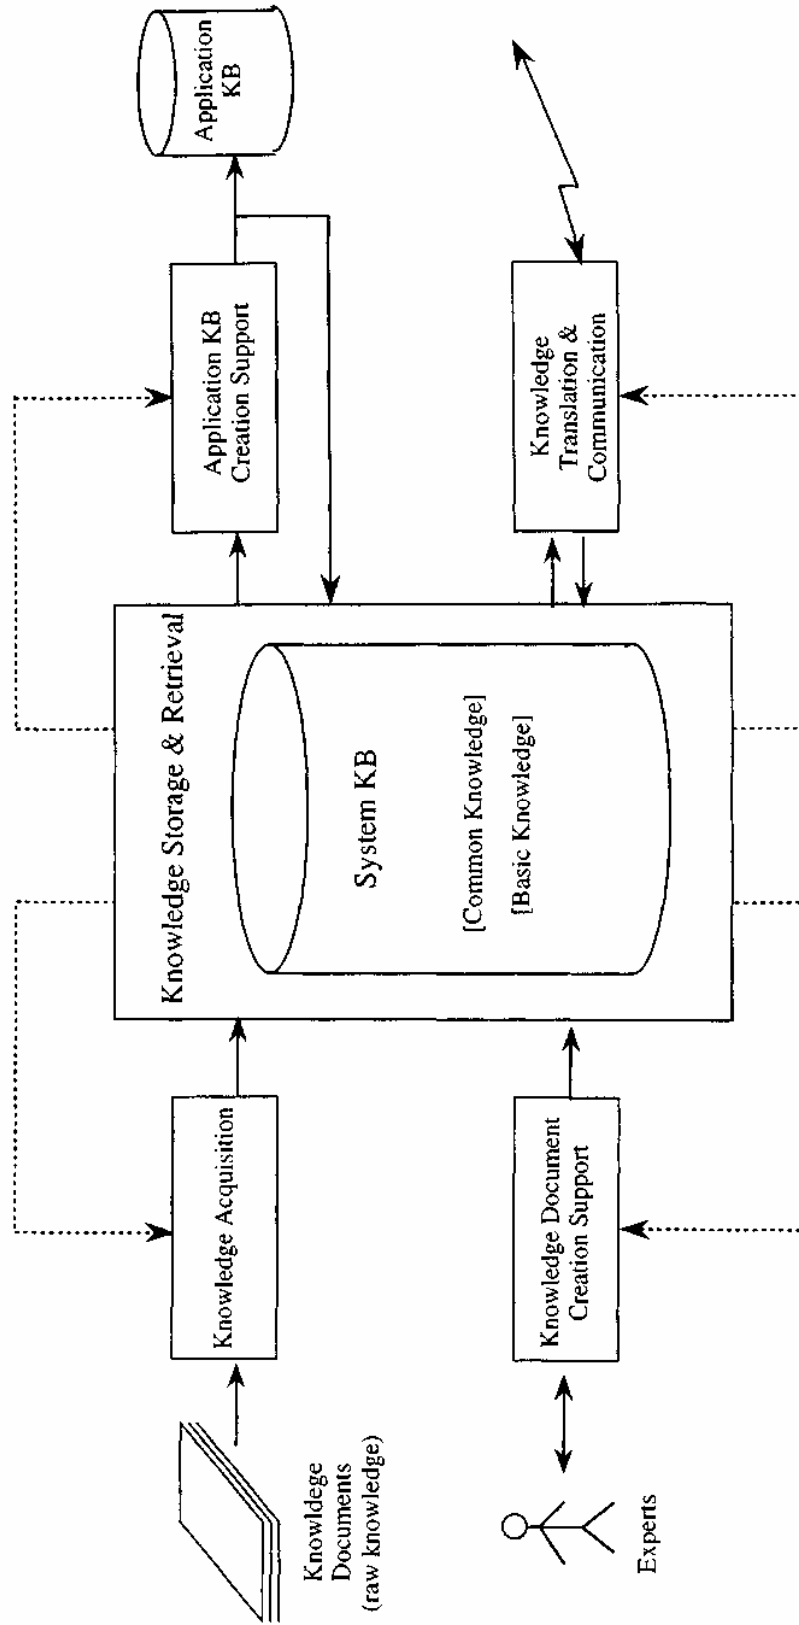 Knowldege
Documents
(raw knowledge)
Knowledge Acquisition
Knowledge Storage & Retrieval
System KB
[Common Knowledge]
[Basic Knowledge]
Application KB
Creation Support
Application
KB
Experts
Knowledge Document
Creation Support
Knowledge
Translation &
Communication